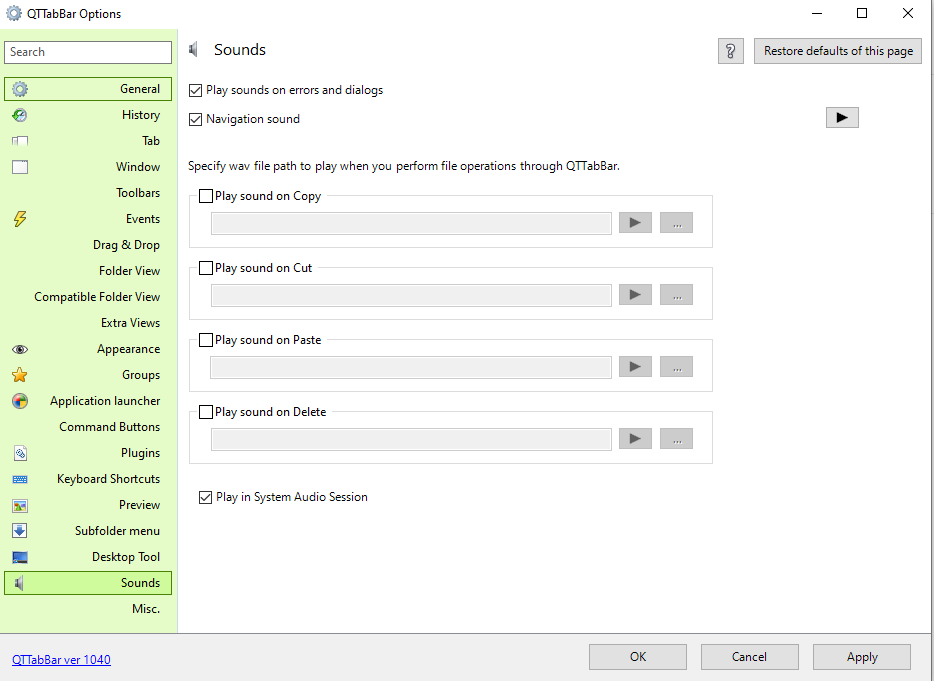 QTTabBar Options
Search
General
History
Tab
Window
Toolbars
Events
Drag & Drop
Folder View
Compatible Folder View
Extra Views
Appearance
Groups
Application launcher
Command Buttons
Plugins
Keyboard Shortcuts
Preview
Subfolder menu
Desktop Tool
Sounds
Misc.
Sounds
?
Restore defaults of this page
Play sounds on errors and dialogs
Navigation sound
Specify wav file path to play when you perform file operations through QTTabBar.
Play sound on Copy
...
Play sound on Cut
...
Play sound on Paste
...
Play sound on Delete
...
Play in System Audio Session
QTTabBar ver 1040
OK
Cancel
Apply